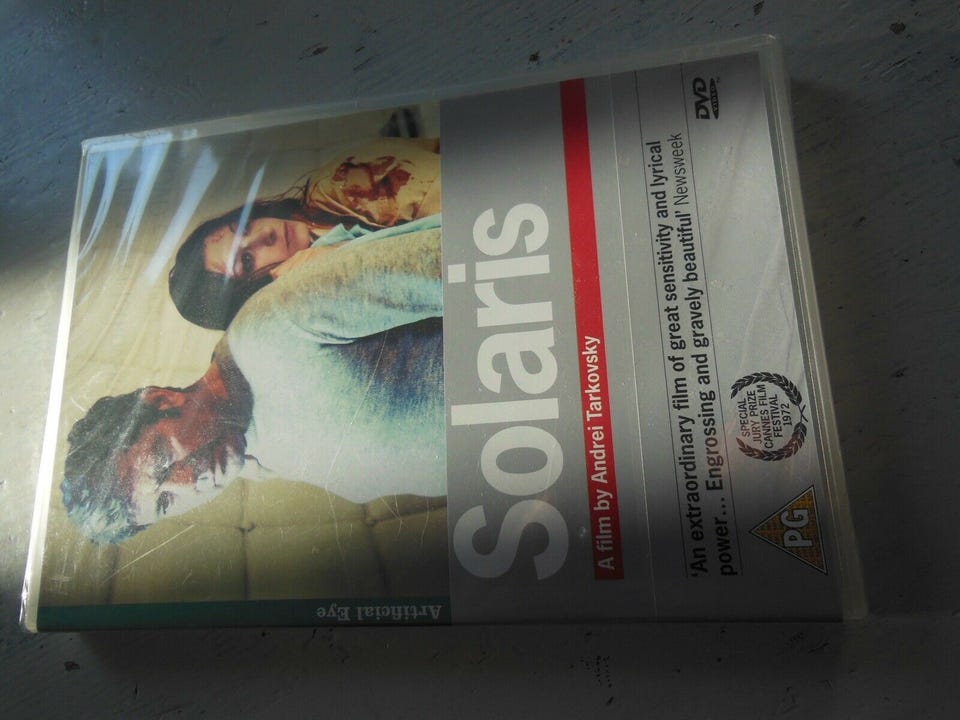 Artificial Eye
Solaris
A film by Andrei Tarkovsky
'An extraordinary film of great sensitivity and lyrical
power... Engrossing and gravely beautiful' Newsweek
SPECIAL
JURY PRIZE
CANNES FILM
FESTIVAL
1972
PG
DVD
VIDEO